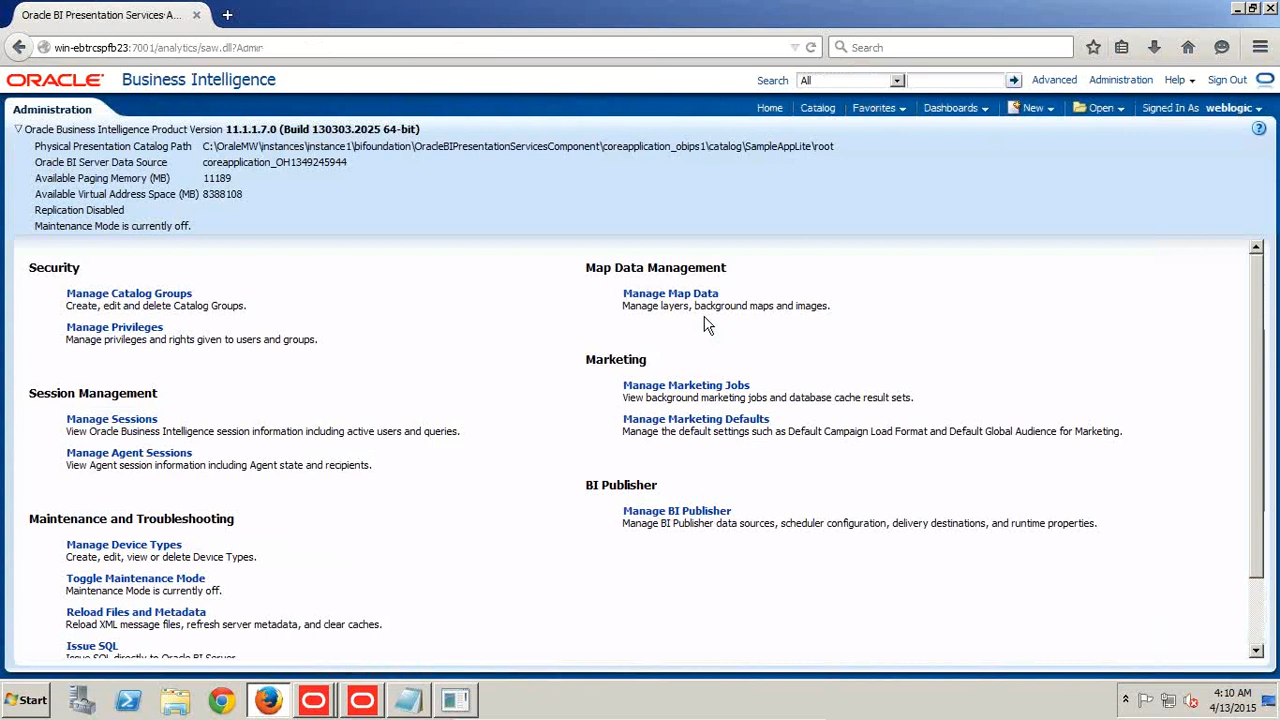 Oracle BI Presentation Services A...
win-ebtrcspfb23:7001/analytics/saw.dll?Admin
Search
ORACLE Business Intelligence
Search All Advanced Administration Help Sign Out
Administration
Home Catalog Favorites Dashboards New Open Signed In As weblogic
Oracle Business Intelligence Product Version 11.1.1.7.0 (Build 130303.2025 64-bit)
Physical Presentation Catalog Path C:\OraleMW\instances\instance1\bifoundation\OracleBIPresentationServicesComponent\coreapplication_obips1\catalog\SampleAppLite\root
Oracle BI Server Data Source coreapplication_OH1349245944
Available Paging Memory (MB) 11189
Available Virtual Address Space (MB) 8388108
Replication Disabled
Maintenance Mode is currently off.
Security
Manage Catalog Groups
Create, edit and delete Catalog Groups.
Manage Privileges
Manage privileges and rights given to users and groups.
Session Management
Manage Sessions
View Oracle Business Intelligence session information including active users and queries.
Manage Agent Sessions
View Agent session information including Agent state and recipients.
Maintenance and Troubleshooting
Manage Device Types
Create, edit, view or delete Device Types.
Toggle Maintenance Mode
Maintenance Mode is currently off.
Reload Files and Metadata
Reload XML message files, refresh server metadata, and clear caches.
Issue SQL
Issue SQL directly to Oracle BI Server.
Map Data Management
Manage Map Data
Manage layers, background maps and images.
Marketing
Manage Marketing Jobs
View background marketing jobs and database cache result sets.
Manage Marketing Defaults
Manage the default settings such as Default Campaign Load Format and Default Global Audience for Marketing.
BI Publisher
Manage BI Publisher
Manage BI Publisher data sources, scheduler configuration, delivery destinations, and runtime properties.
Start
4:10 AM
4/13/2015